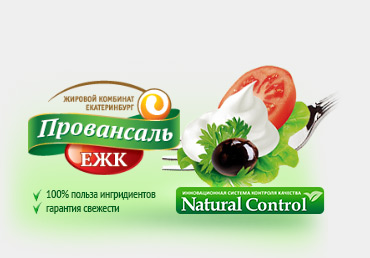 ЖИРОВОЙ КОМБИНАТ
ЕКАТЕРИНБУРГ
Провансаль
ЕЖК
100% польза ингридиентов
гарантия свежести
ИННОВАЦИОННАЯ СИСТЕМА КОНТРОЛЯ КАЧЕСТВА
Natural Control